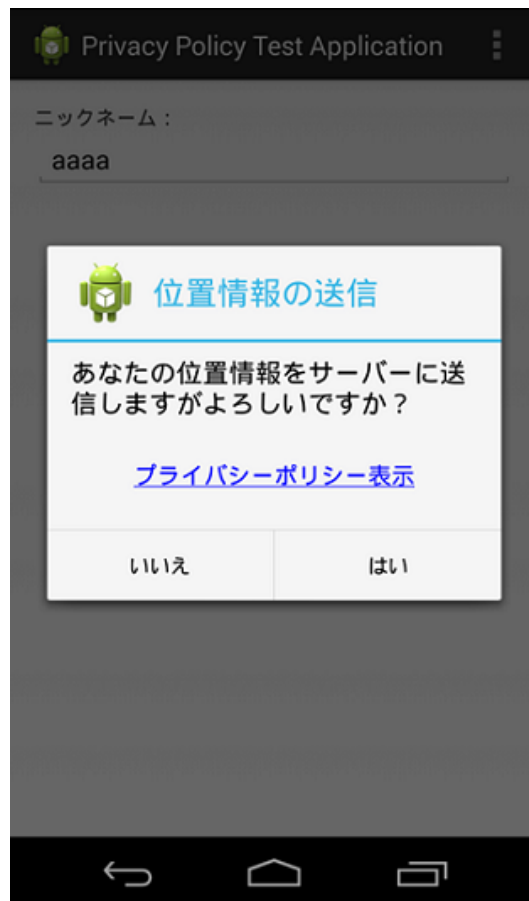 Privacy Policy Test Application
ニックネーム：
aaaa
位置情報の送信
あなたの位置情報をサーバーに送
信しますがよろしいですか？
プライバシーポリシー表示
いいえ
はい